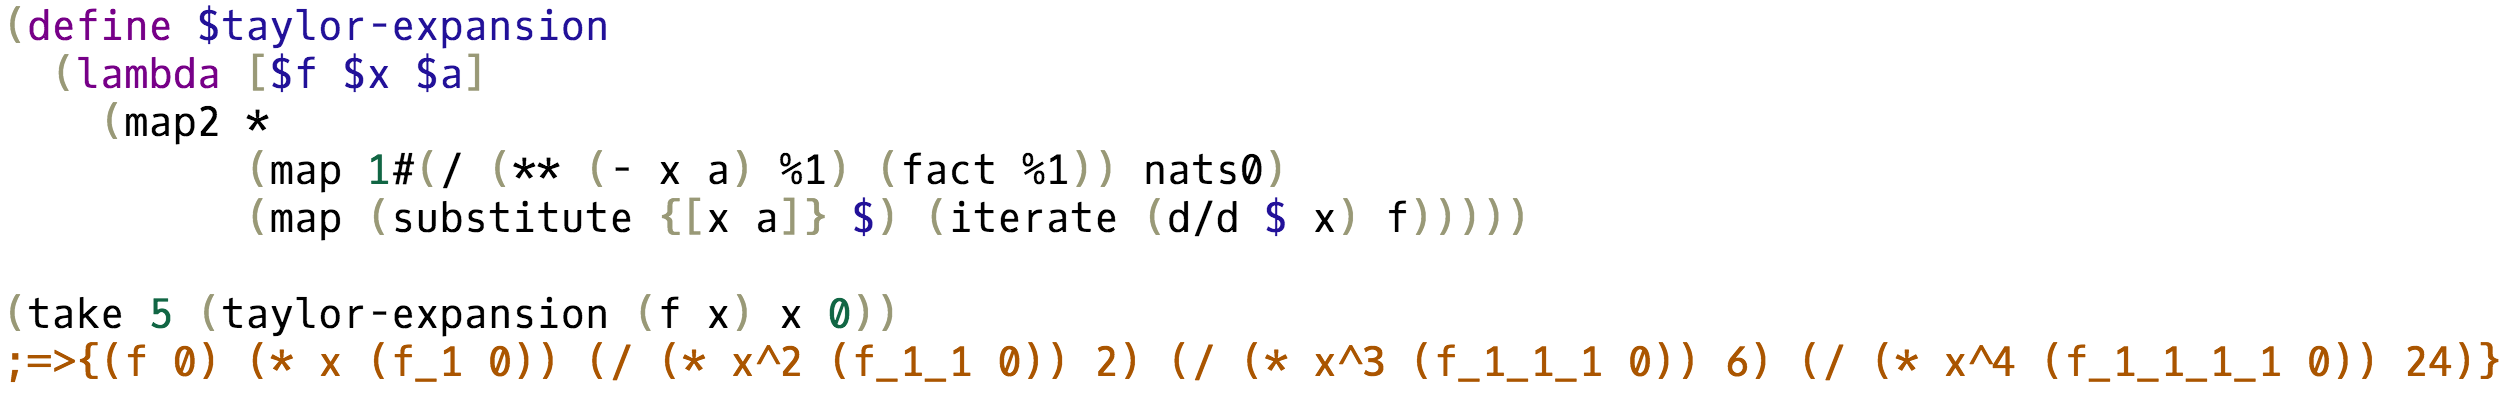 (define $taylor-expansion
  (lambda [$f $x $a]
    (map2 *
          (map 1#(/ (** (- x a) %1) (fact %1)) nats0)
          (map (substitute {[x a]} $) (iterate (d/d $ x) f)))))

(take 5 (taylor-expansion (f x) x 0))
;=>{(f 0) (* x (f_1 0)) (/ (* x^2 (f_1_1 0)) 2) (/ (* x^3 (f_1_1_1 0)) 6) (/ (* x^4 (f_1_1_1_1 0)) 24)}